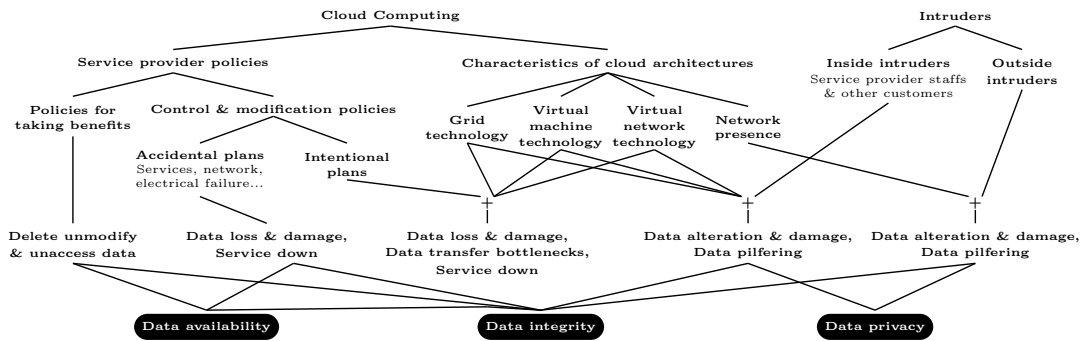 Cloud Computing
Intruders
Service provider policies
Characteristics of cloud architectures
Inside intruders
Service provider staffs
& other customers
Outside
intruders
Policies for
taking benefits
Control & modification policies
Grid
technology
Virtual
machine
technology
Virtual
network
technology
Network
presence
Accidental plans
Services, network,
electrical failure...
Intentional
plans
+
+
+
Delete unmodify
& unaccess data
Data loss & damage,
Service down
Data loss & damage,
Data transfer bottlenecks,
Service down
Data alteration & damage,
Data pilfering
Data alteration & damage,
Data pilfering
Data availability
Data integrity
Data privacy